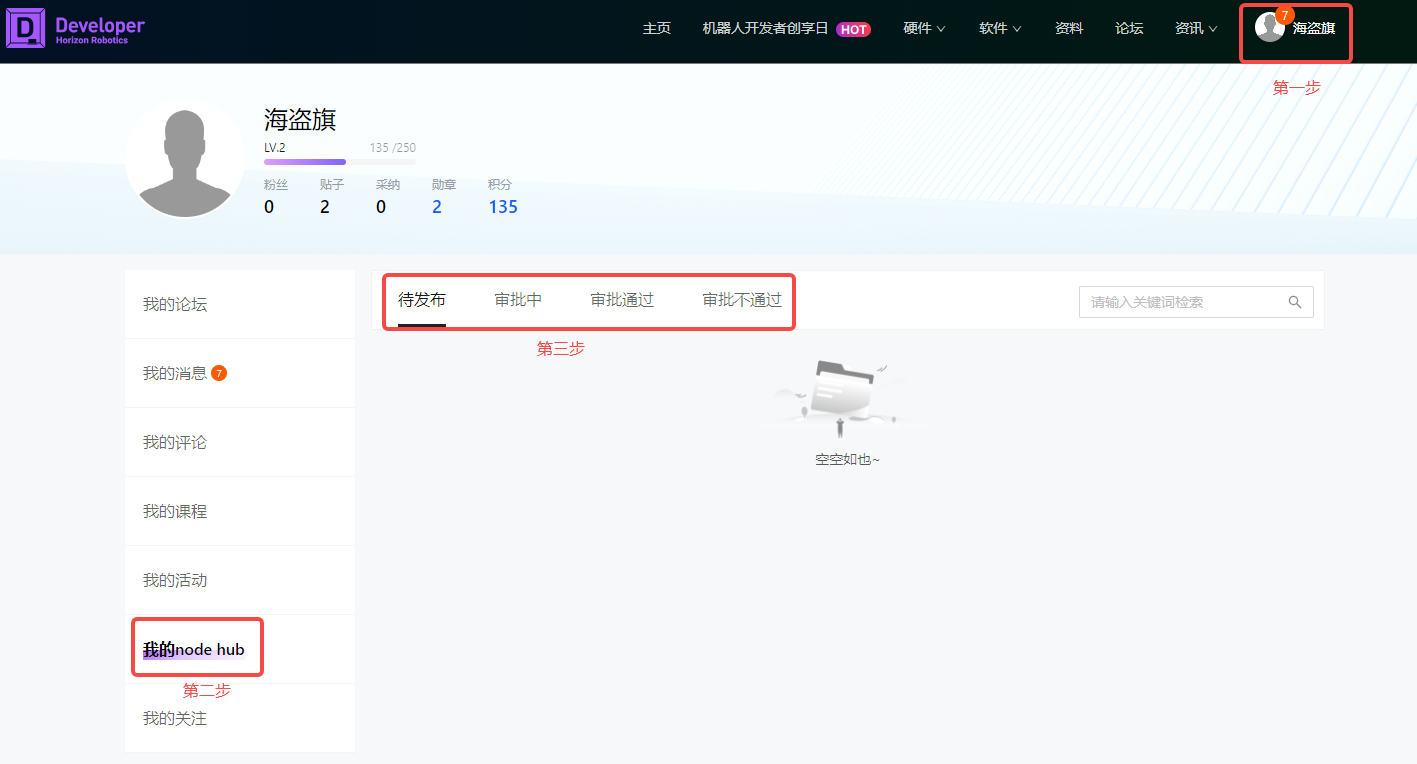 Developer
Horizon Robotics
主页 机器人开发者创享日 HOT 硬件 软件 资料 论坛 资讯 7 海盗旗
第一步
海盗旗
LV.2 135 /250
粉丝 贴子 采纳 勋章 积分
0 2 0 2 135
我的论坛
我的消息 7
我的评论
我的课程
我的活动
我的node hub
第二步
我的关注
待发布 审批中 审批通过 审批不通过
请输入关键词检索
第三步
空空如也~